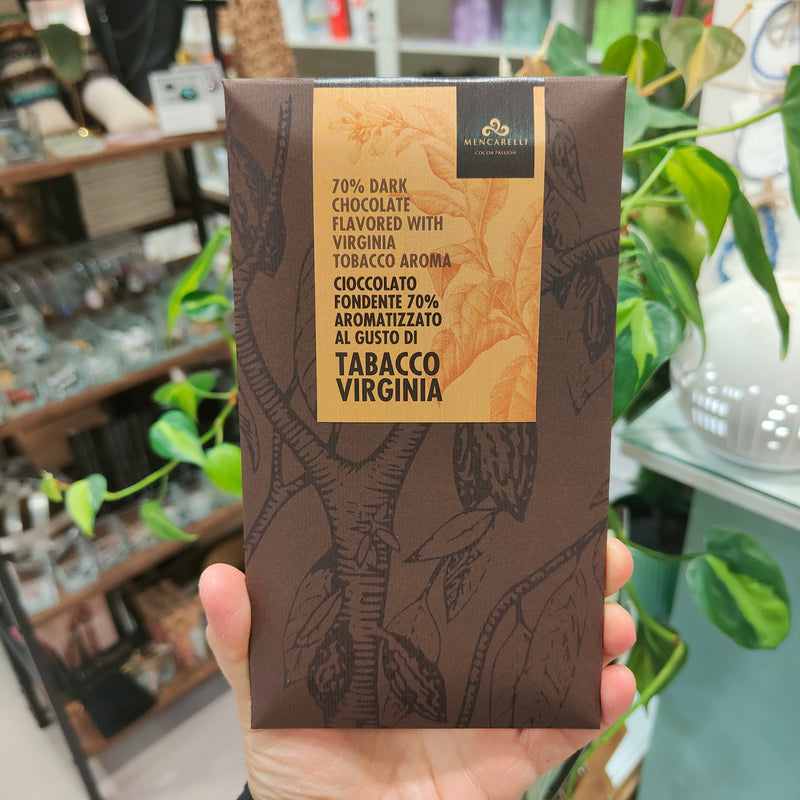 MENCARELLI
COCOA PASSION
70% DARK
CHOCOLATE
FLAVORED WITH
VIRGINIA
TOBACCO AROMA
CIOCCOLATO
FONDENTE 70%
AROMATIZZATO
AL GUSTO DI
TABACCO
VIRGINIA